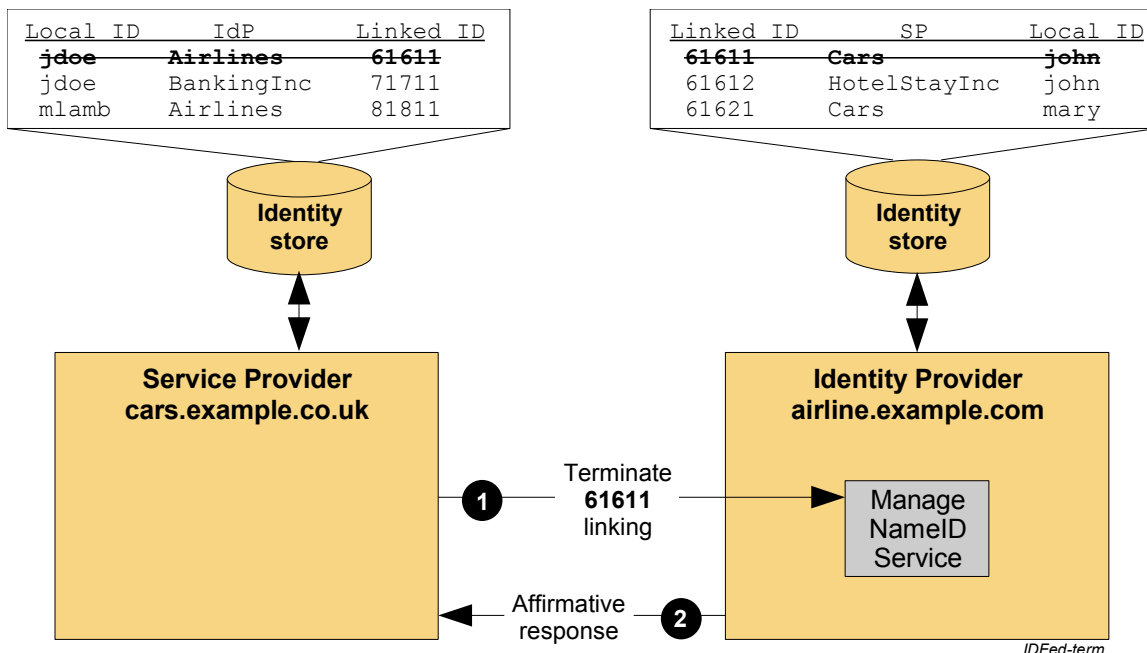 Local ID IdP Linked ID
jdoe Airlines 61611
jdoe BankingInc 71711
mlamb Airlines 81811
Linked ID SP Local ID
61611 Cars john
61612 HotelStayInc john
61621 Cars mary
Identity
store
Identity
store
Service Provider
cars.example.co.uk
Identity Provider
airline.example.com
1
Terminate
61611
linking
Manage
NameID
Service
Affirmative
response
2
IDFed-term